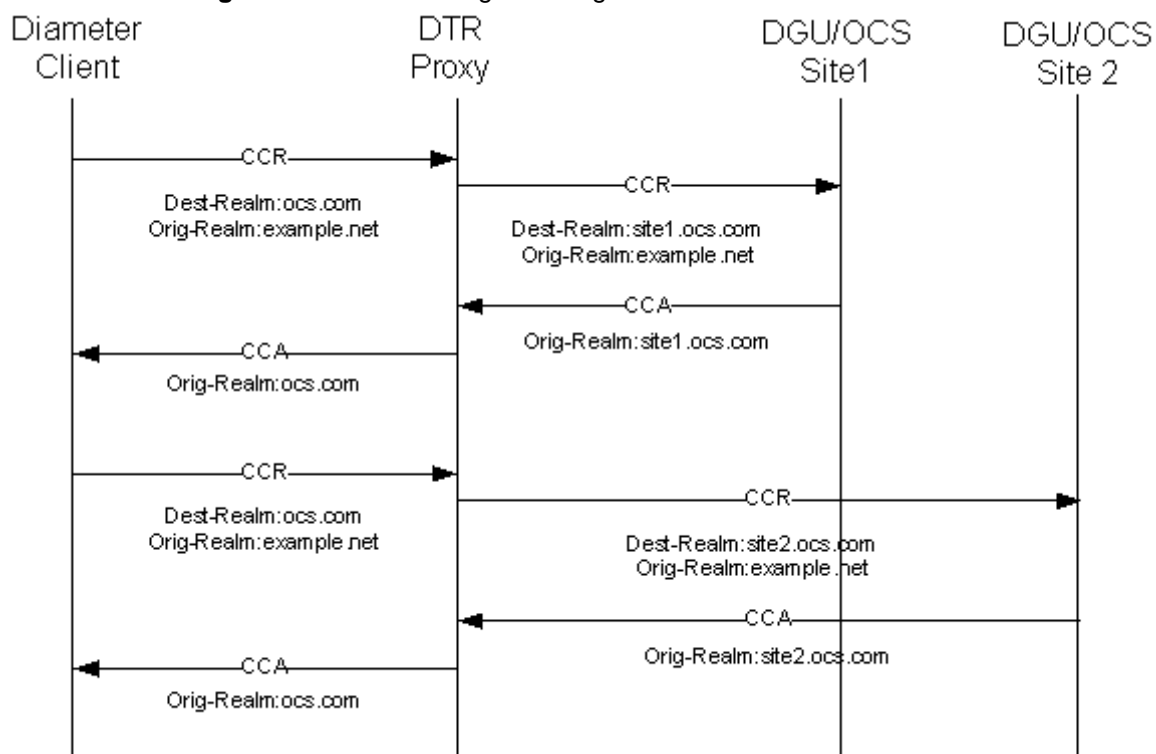 Diameter
Client
DTR
Proxy
DGU/OCS
Site1
DGU/OCS
Site 2
CCR
Dest-Realm:ocs.com
Orig-Realm:example.net
CCR
Dest-Realm:site1.ocs.com
Orig-Realm:example.net
CCA
Orig-Realm:site1.ocs.com
CCA
Orig-Realm:ocs.com
CCR
Dest-Realm:ocs.com
Orig-Realm:example.net
CCR
Dest-Realm:site2.ocs.com
Orig-Realm:example.net
CCA
Orig-Realm:site2.ocs.com
CCA
Orig-Realm:ocs.com